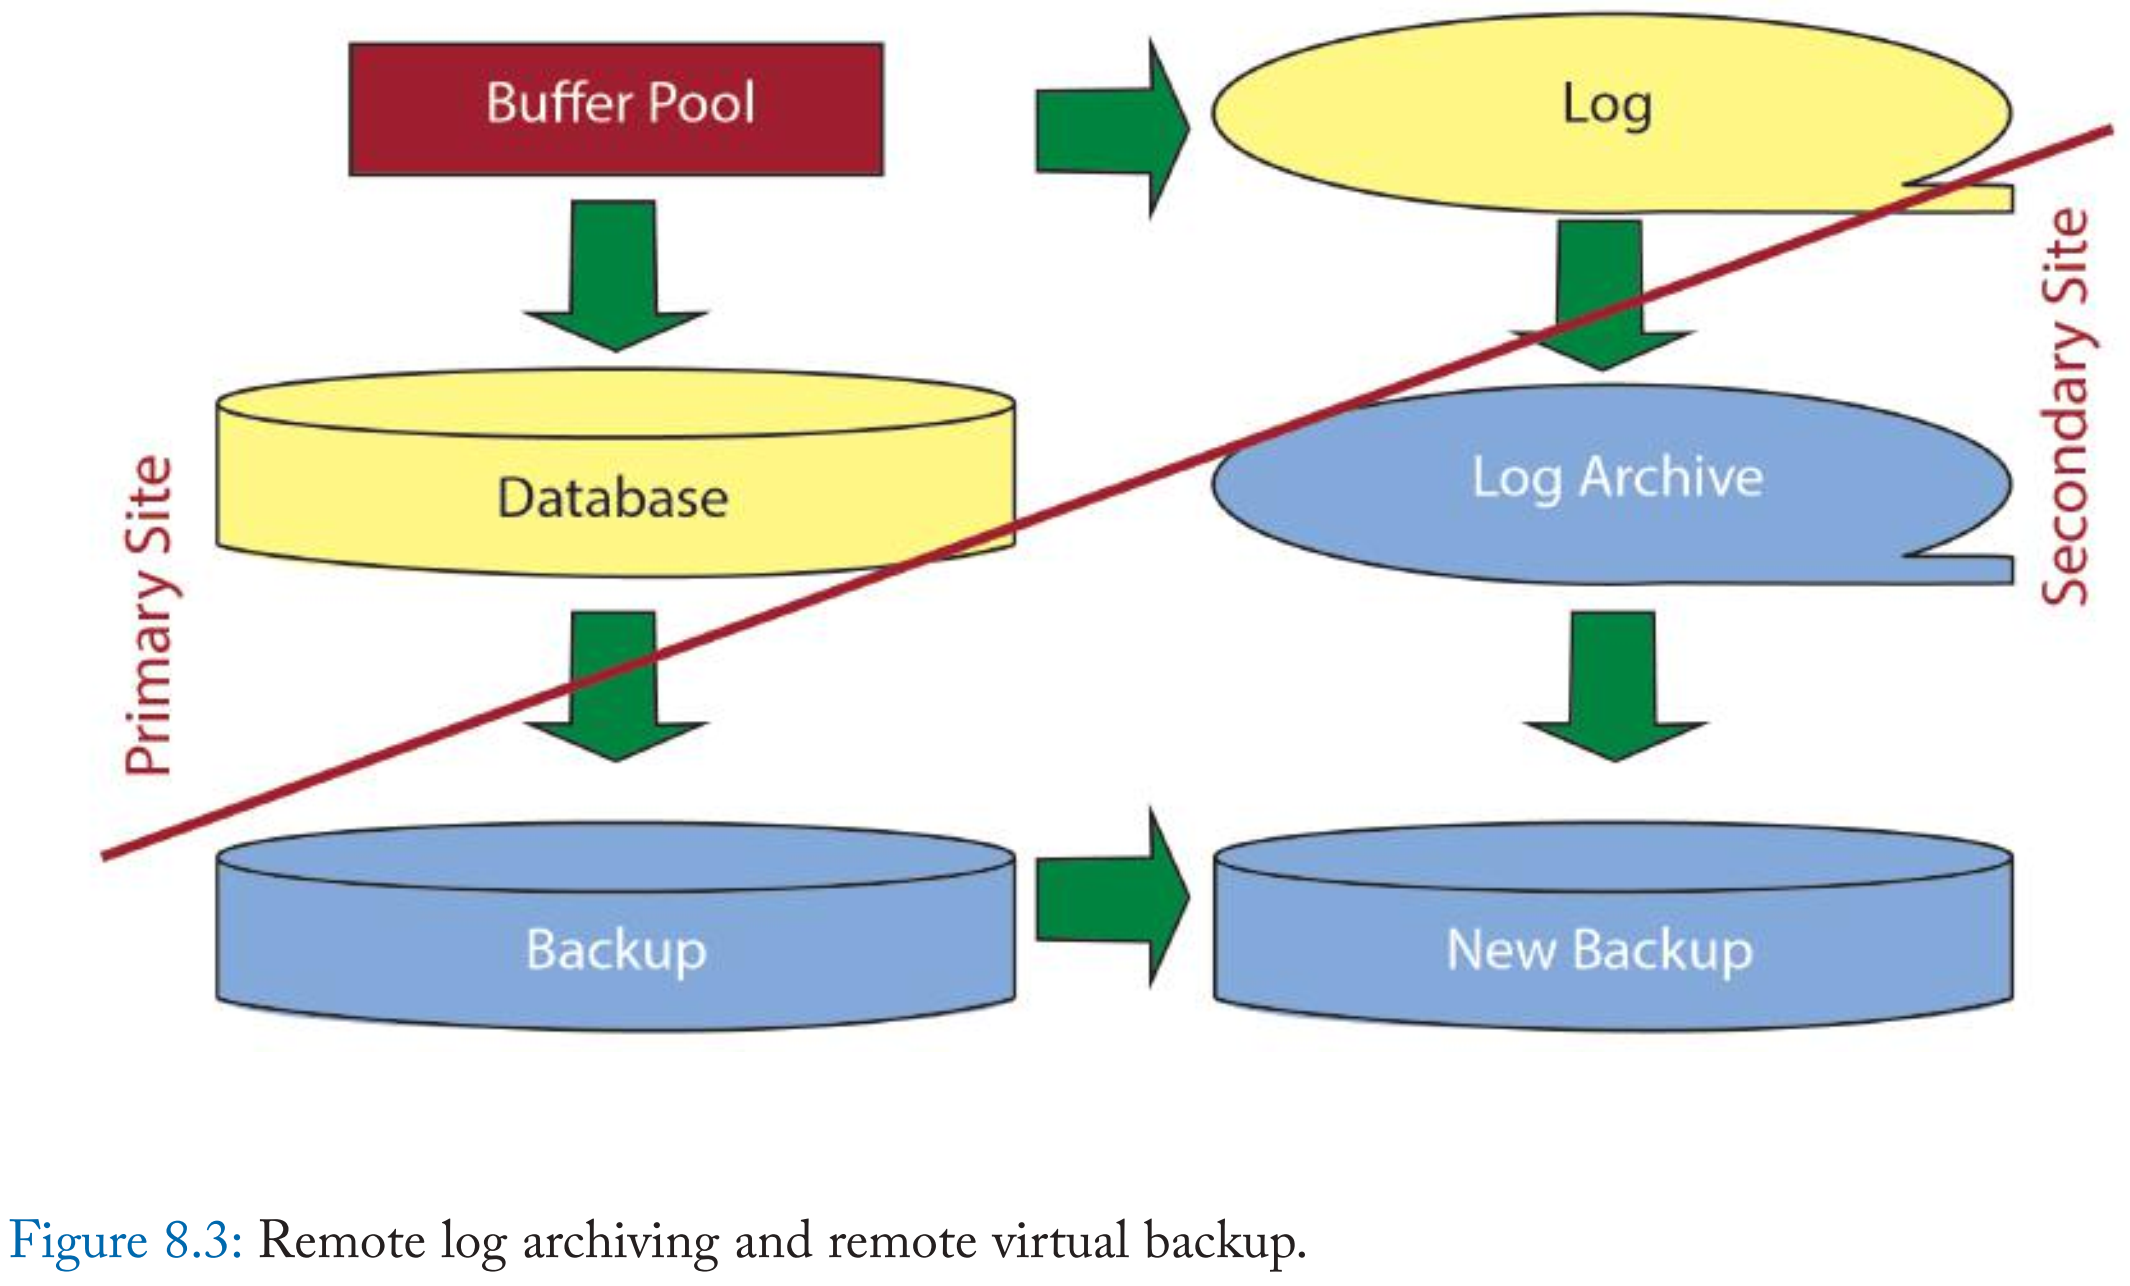 Buffer Pool
Log
Database
Log Archive
Primary Site
Secondary Site
Backup
New Backup
Figure 8.3: Remote log archiving and remote virtual backup.